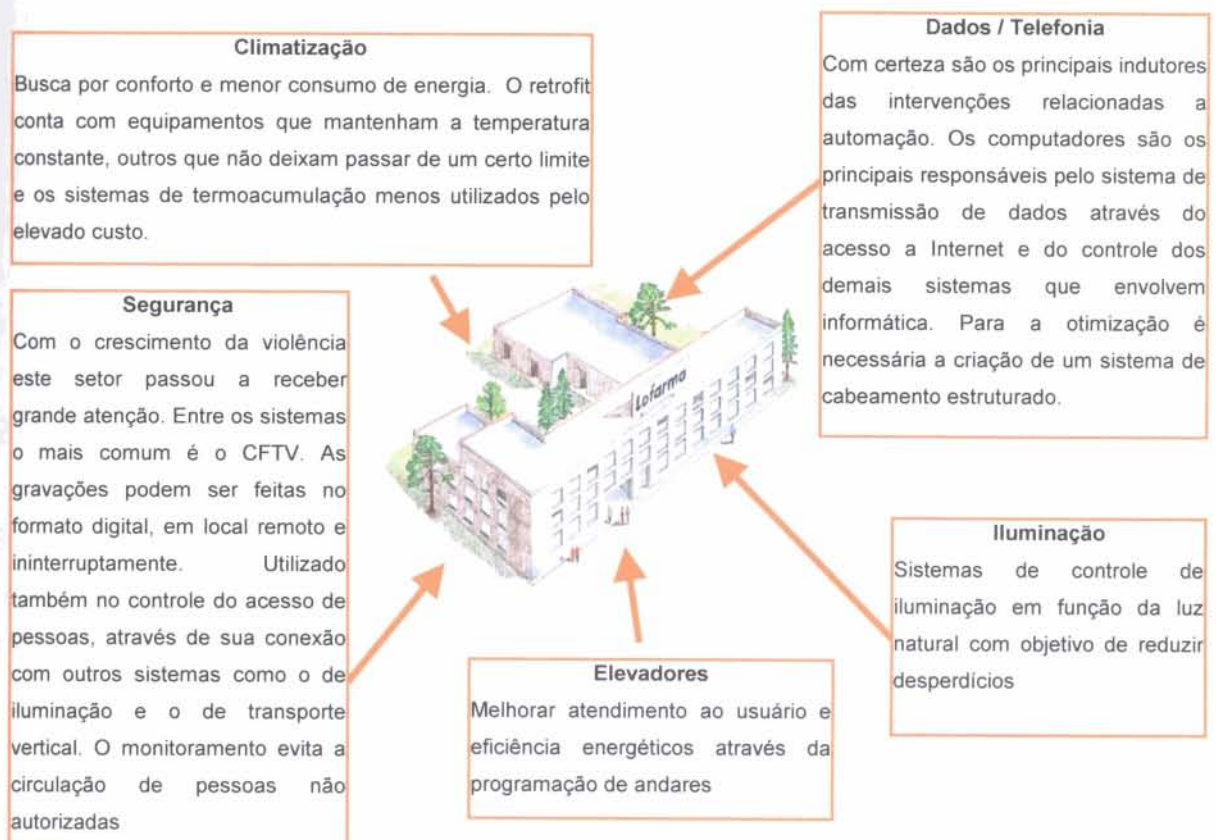 Climatização
Busca por conforto e menor consumo de energia. O retrofit
conta com equipamentos que mantenham a temperatura
constante, outros que não deixam passar de um certo limite
e os sistemas de termoacumulação menos utilizados pelo
elevado custo.
Dados / Telefonia
Com certeza são os principais indutores
das intervenções relacionadas a
automação. Os computadores são os
principais responsáveis pelo sistema de
transmissão de dados através do
acesso a Internet e do controle dos
demais sistemas que envolvem
informática. Para a otimização é
necessária a criação de um sistema de
cabeamento estruturado.
Segurança
Com o crescimento da violência
este setor passou a receber
grande atenção. Entre os sistemas
o mais comum é o CFTV. As
gravações podem ser feitas no
formato digital, em local remoto e
ininterruptamente. Utilizado
também no controle do acesso de
pessoas, através de sua conexão
com outros sistemas como o de
iluminação e o de transporte
vertical. O monitoramento evita a
circulação de pessoas não
autorizadas
Lofarma
Elevadores
Melhorar atendimento ao usuário e
eficiência energéticos através da
programação de andares
Iluminação
Sistemas de controle de
iluminação em função da luz
natural com objetivo de reduzir
desperdícios